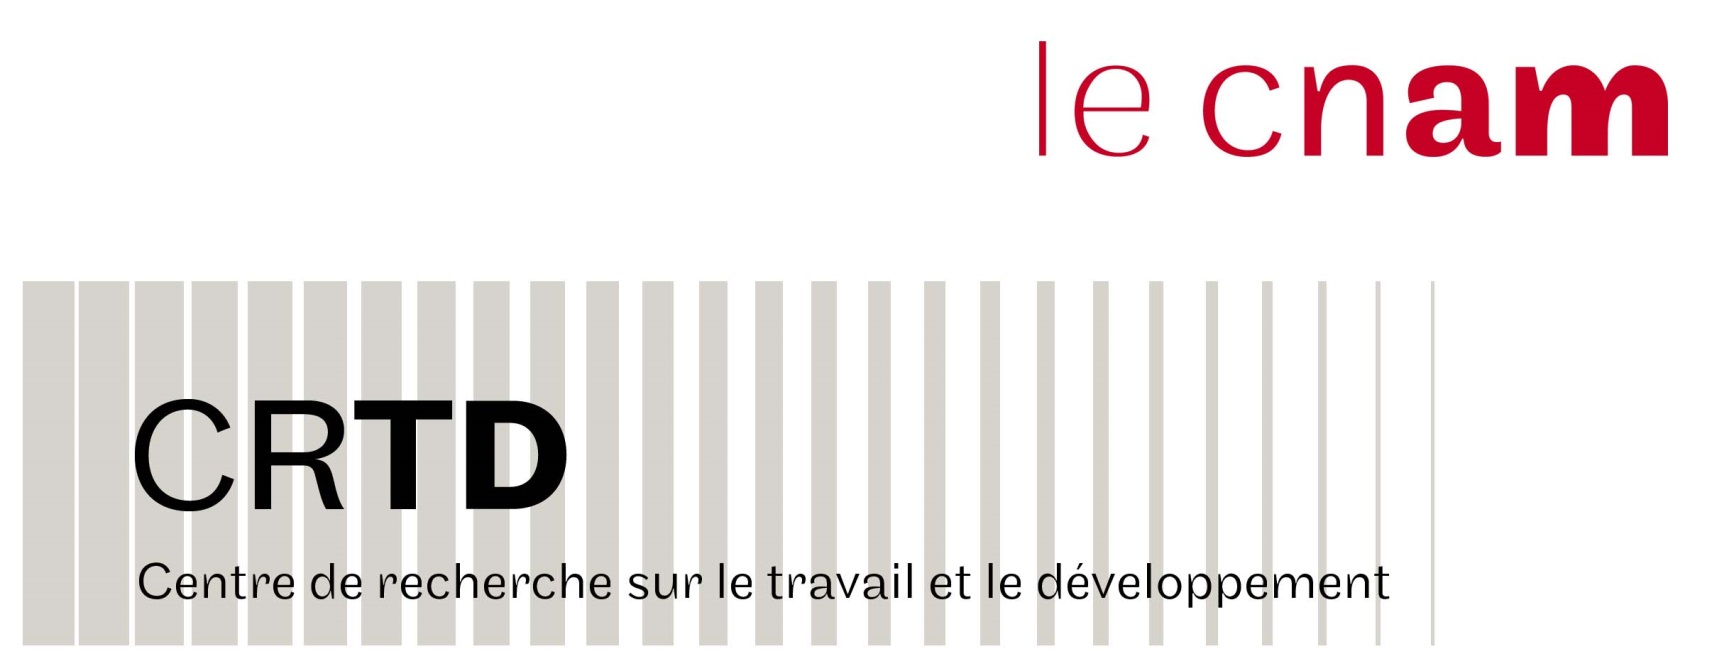 le cnam
CRTD
Centre de recherche sur le travail et le développement